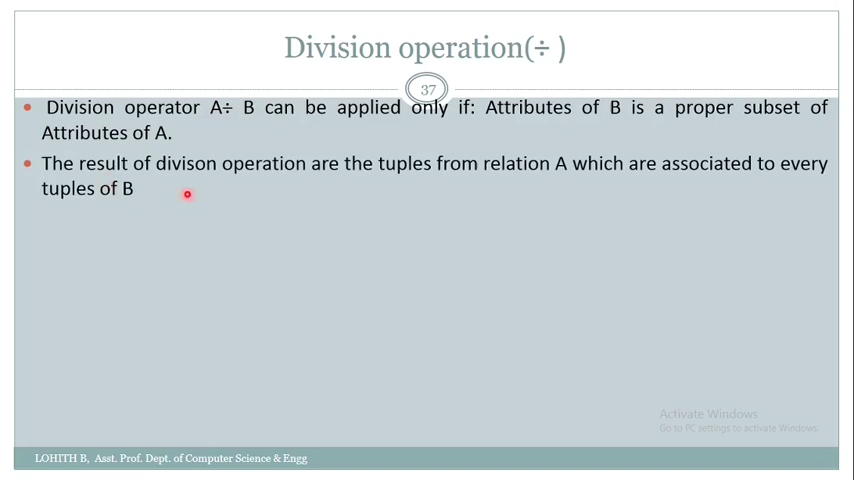 Division operation(÷ )
37
Division operator A÷ B can be applied only if: Attributes of B is a proper subset of
Attributes of A.
The result of divison operation are the tuples from relation A which are associated to every
tuples of B
Activate Windows
Go to PC settings to activate Windows.
LOHITH B, Asst. Prof. Dept. of Computer Science & Engg